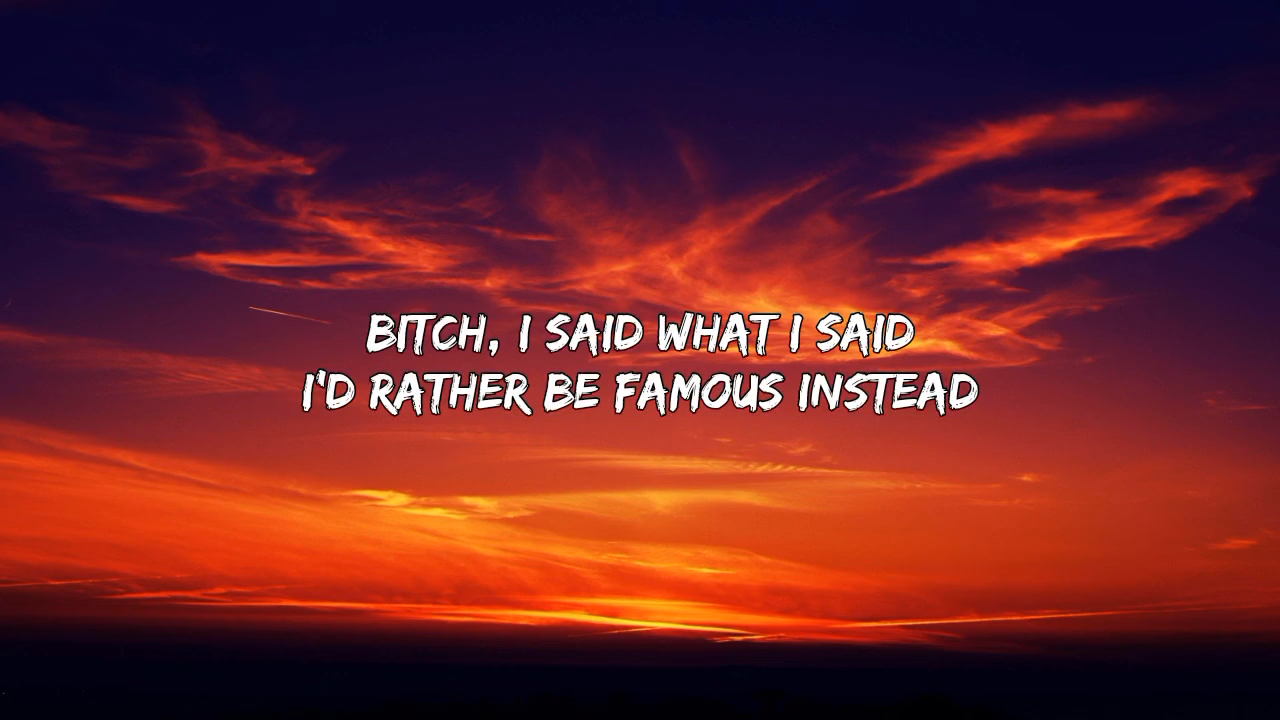 BITCH, I SAID WHAT I SAID
I'D RATHER BE FAMOUS INSTEAD